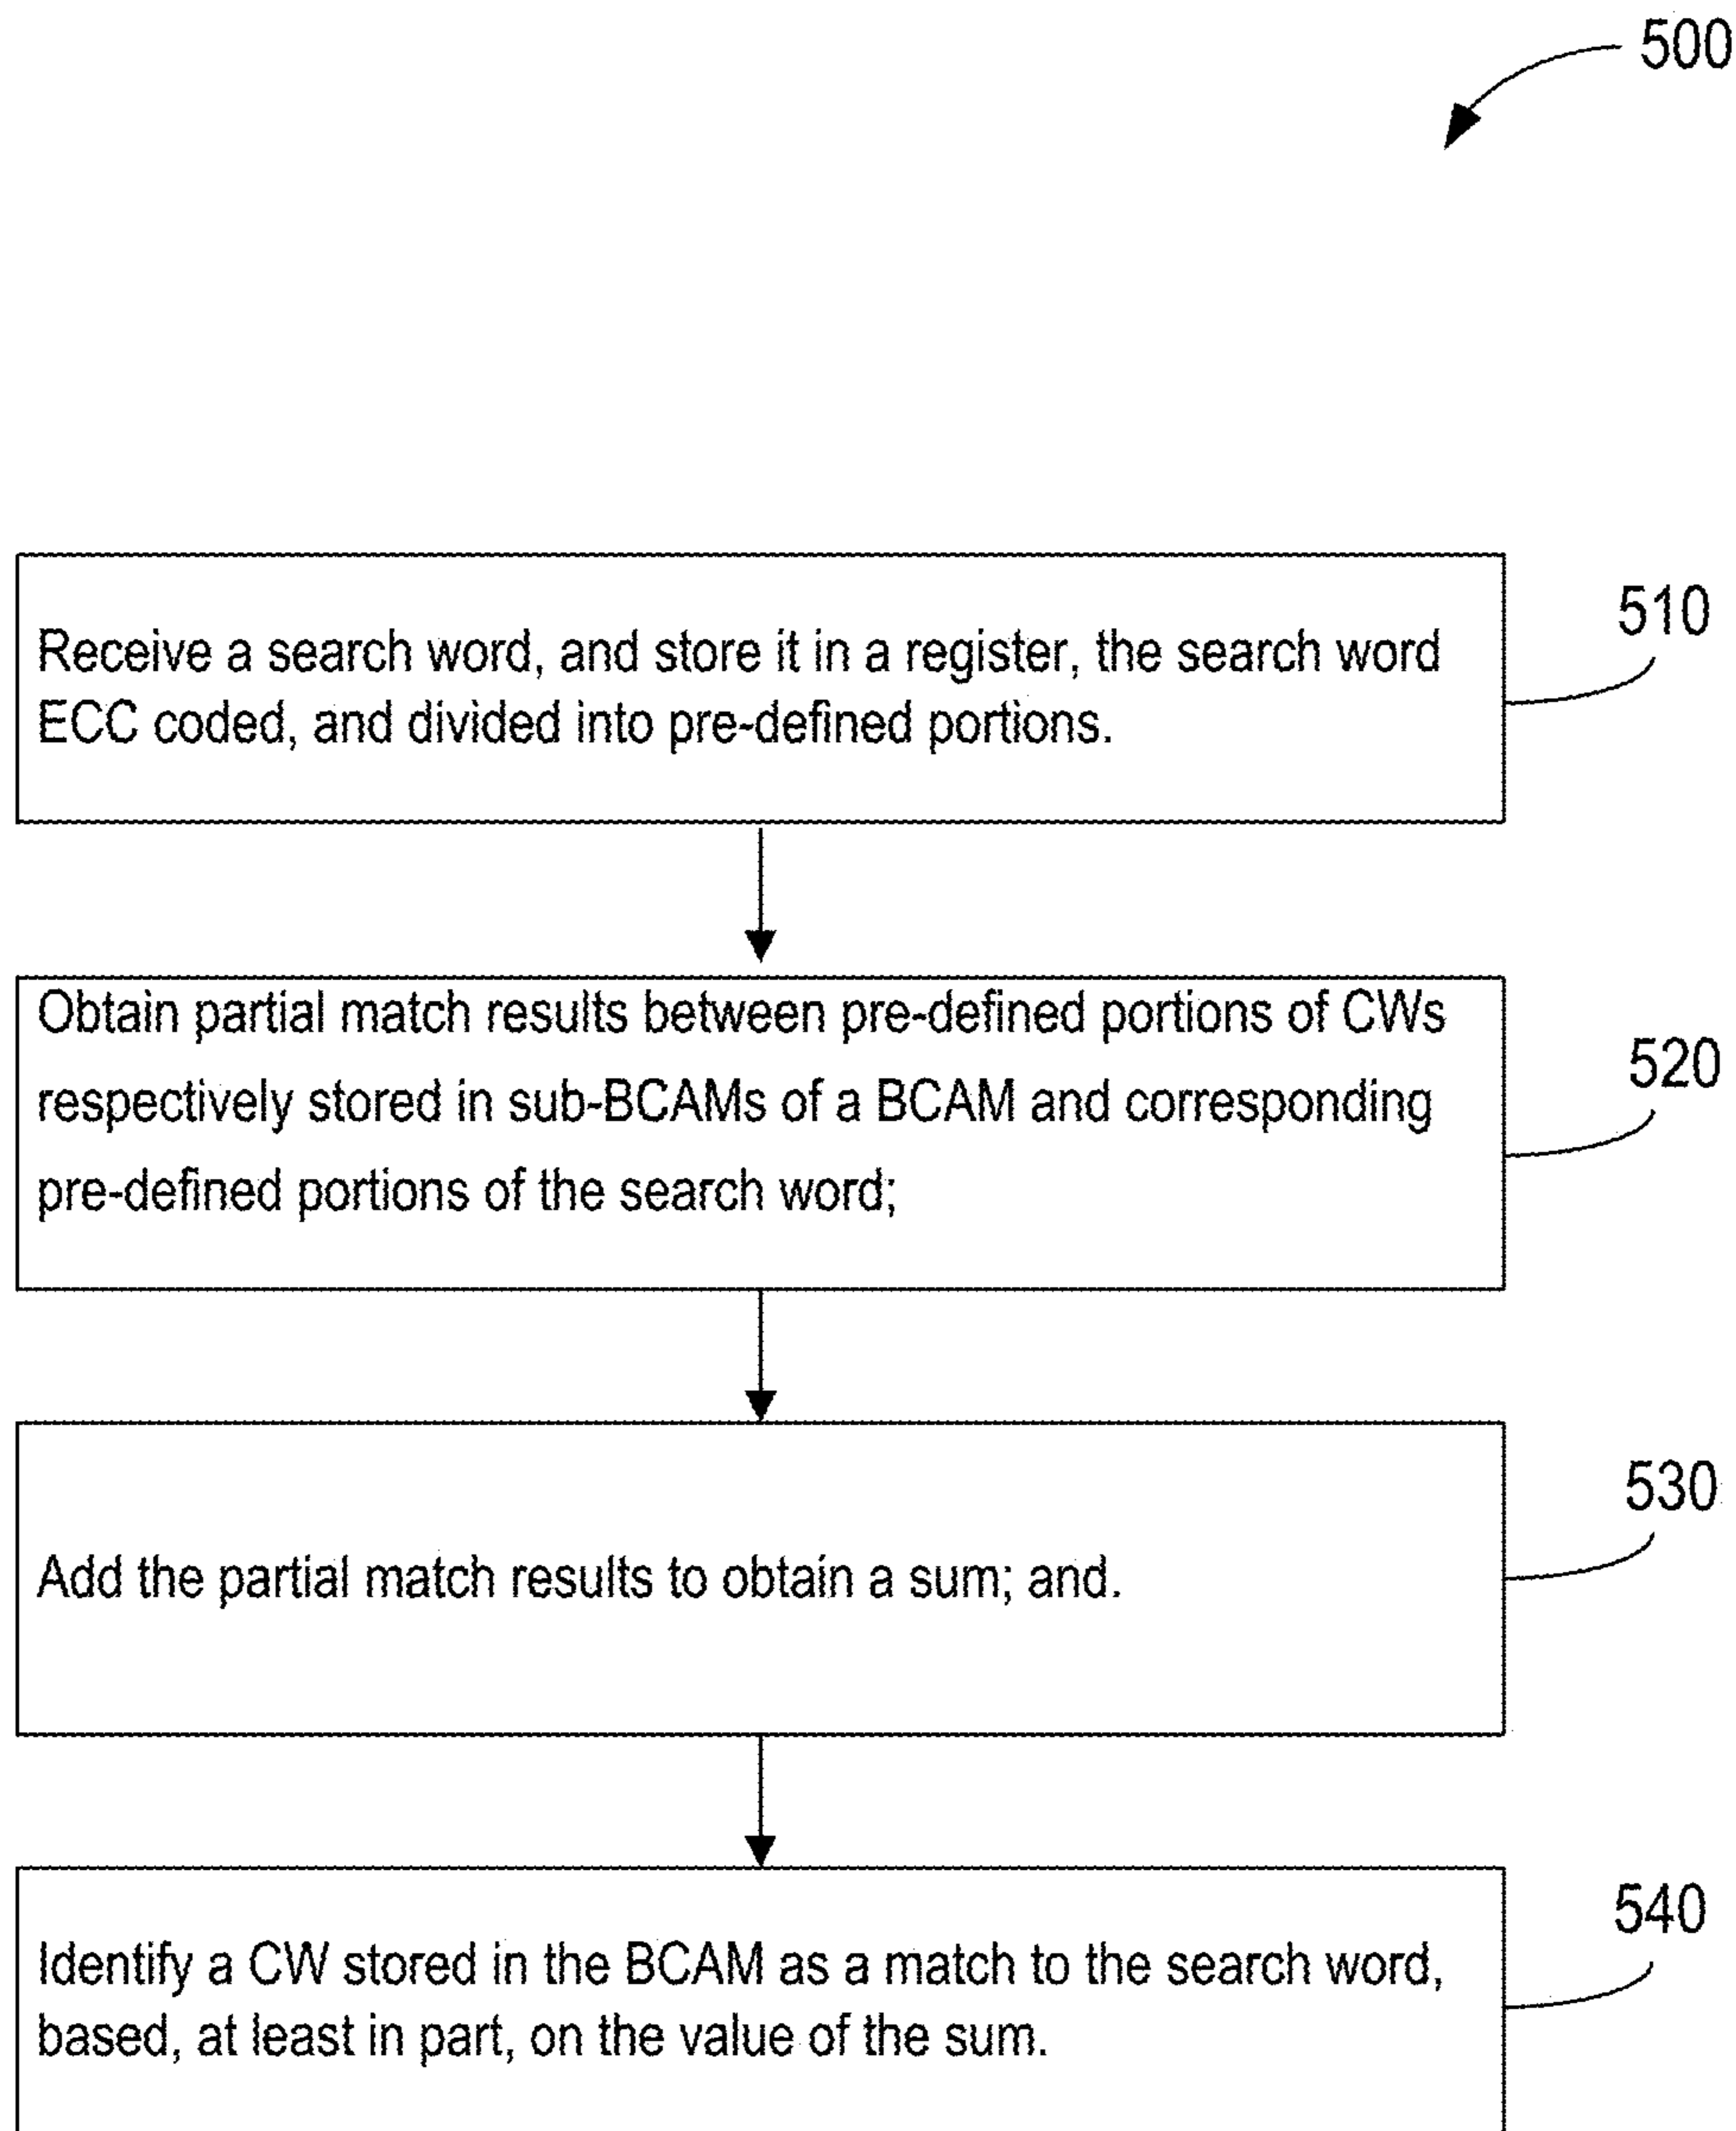 500
Receive a search word, and store it in a register, the search word
ECC coded, and divided into pre-defined portions.
510
Obtain partial match results between pre-defined portions of CWs
respectively stored in sub-BCAMs of a BCAM and corresponding
pre-defined portions of the search word;
520
Add the partial match results to obtain a sum; and.
530
Identify a CW stored in the BCAM as a match to the search word,
based, at least in part, on the value of the sum.
540